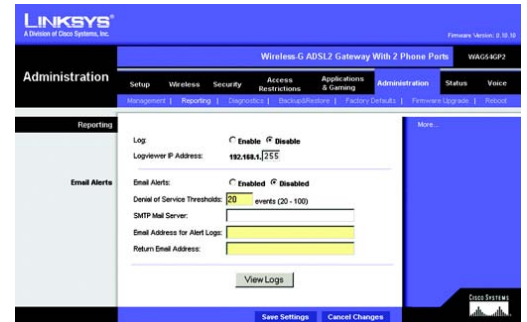 LINKSYS®
A Division of Cisco Systems, Inc.
Firmware Version: 0.10.10
Wireless-G ADSL2 Gateway With 2 Phone Ports WAG54GP2
Administration
Setup Wireless Security Access Restrictions Applications & Gaming Administration Status Voice
Management | Reporting | Diagnostics | Backup&Restore | Factory Defaults | Firmware Upgrade | Reboot
Reporting
More...
Log: Enable Disable
Logviewer IP Address: 192.168.1. 255
Email Alerts
Email Alerts: Enabled Disabled
Denial of Service Thresholds: 20 events (20 - 100)
SMTP Mail Server:
Email Address for Alert Logs:
Return Email Address:
View Logs
Save Settings Cancel Changes
CISCO SYSTEMS